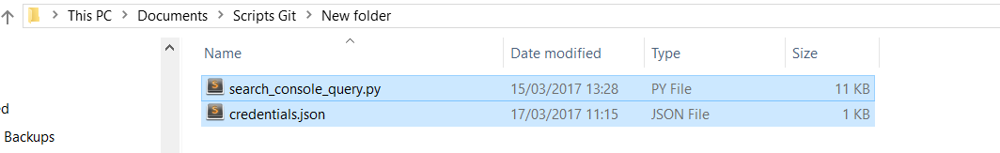 This PC > Documents > Scripts Git > New folder
Name Date modified Type Size
search_console_query.py 15/03/2017 13:28 PY File 11 KB
credentials.json 17/03/2017 11:15 JSON File 1 KB
ed
Backups